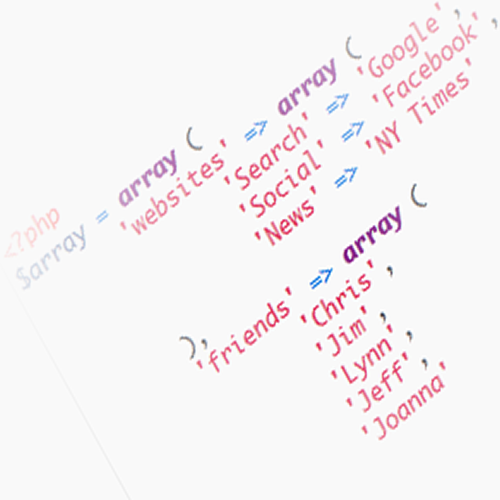 <?php
$array = array (
'websites' => array (
'Search' => 'Google',
'Social' => 'Facebook',
'News' => 'NY Times'
),
'friends' => array (
'Chris',
'Jim',
'Lynn',
'Jeff',
'Joanna'